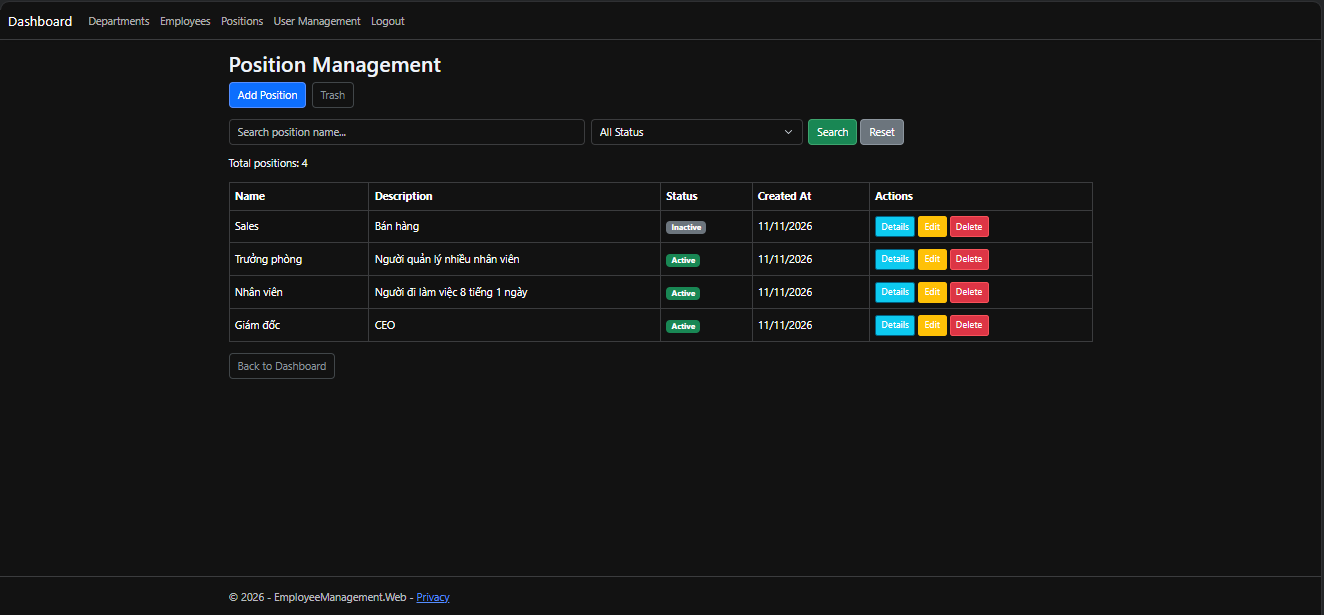 Dashboard Departments Employees Positions User Management Logout
Position Management
Add Position Trash
Search position name... All Status Search Reset
Total positions: 4
Name Description Status Created At Actions
Sales Bán hàng Inactive 11/11/2026 Details Edit Delete
Trưởng phòng Người quản lý nhiều nhân viên Active 11/11/2026 Details Edit Delete
Nhân viên Người đi làm việc 8 tiếng 1 ngày Active 11/11/2026 Details Edit Delete
Giám đốc CEO Active 11/11/2026 Details Edit Delete
Back to Dashboard
© 2026 - EmployeeManagement.Web - Privacy